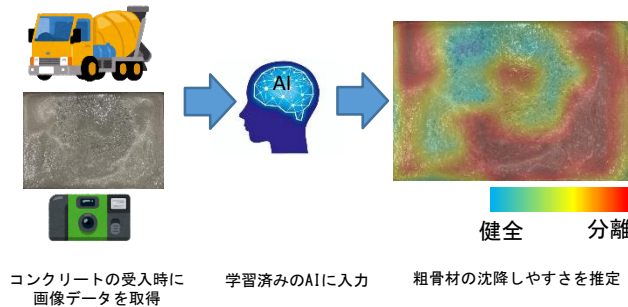 AI
健全
分離
コンクリートの受入時に
画像データを取得
学習済みのAIに入力
粗骨材の沈降しやすさを推定